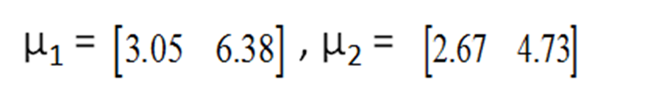 μ₁ = [3.05 6.38] , μ₂ = [2.67 4.73]